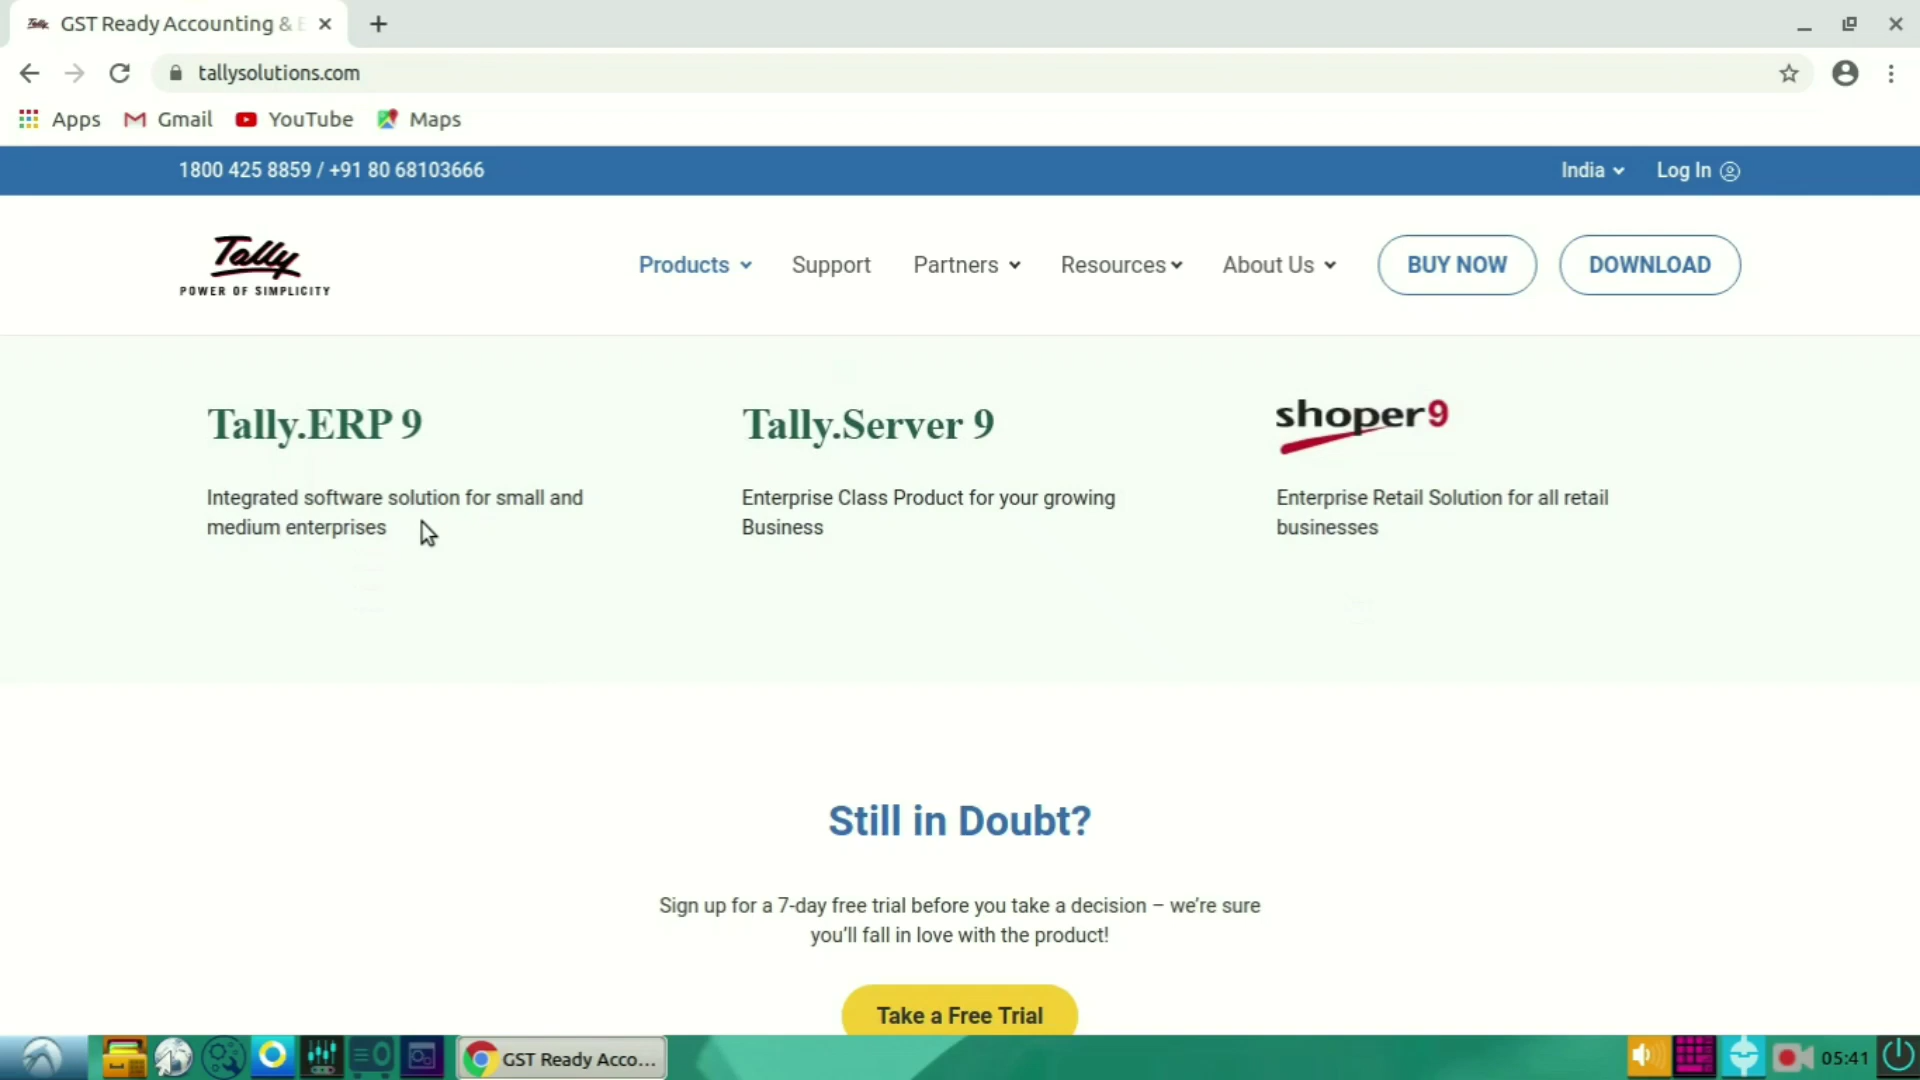 GST Ready Accounting & E
tallysolutions.com
Apps Gmail YouTube Maps
1800 425 8859 / +91 80 68103666 India Log In
Tally
POWER OF SIMPLICITY
Products Support Partners Resources About Us BUY NOW DOWNLOAD
Tally.ERP 9
Integrated software solution for small and
medium enterprises
Tally.Server 9
Enterprise Class Product for your growing
Business
shoper9
Enterprise Retail Solution for all retail
businesses
Still in Doubt?
Sign up for a 7-day free trial before you take a decision – we’re sure
you’ll fall in love with the product!
Take a Free Trial
GST Ready Acco... 05:41